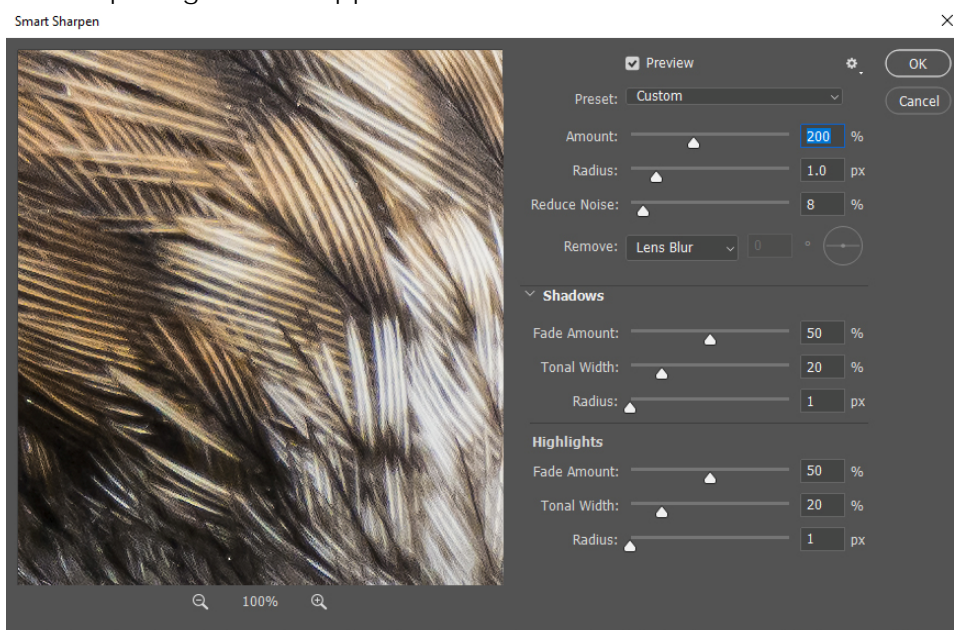 Smart Sharpen
Preview
OK
Preset: Custom
Cancel
Amount: 200 %
Radius: 1.0 px
Reduce Noise: 8 %
Remove: Lens Blur 0 °
Shadows
Fade Amount: 50 %
Tonal Width: 20 %
Radius: 1 px
Highlights
Fade Amount: 50 %
Tonal Width: 20 %
Radius: 1 px
100%